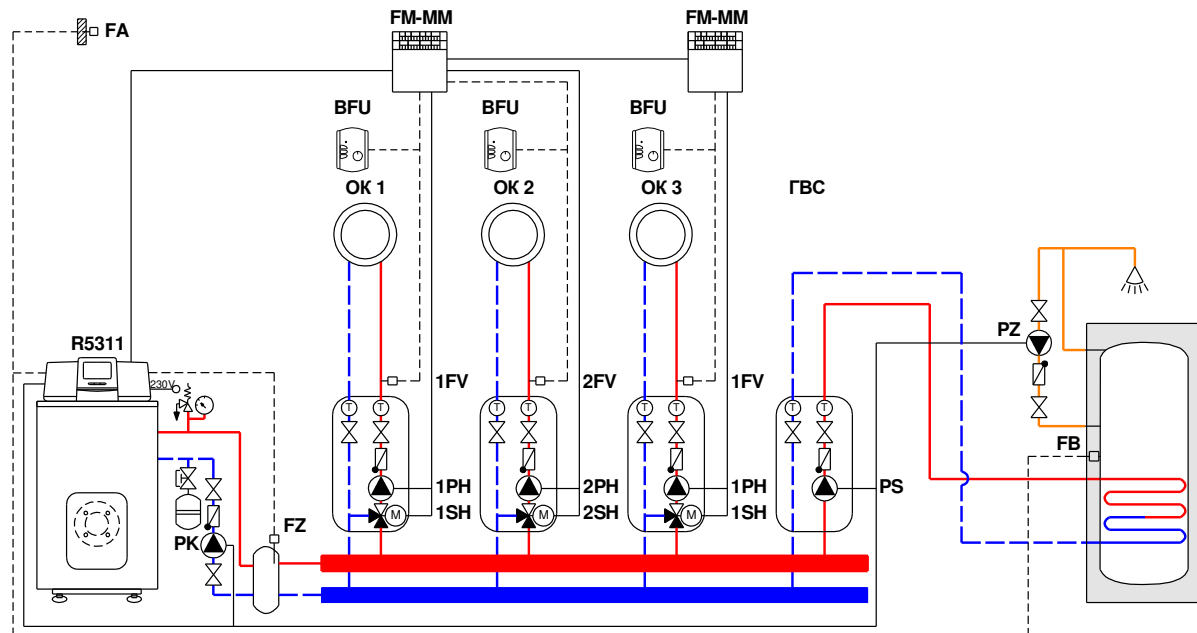 FM-MM
FM-MM
FA
BFU
BFU
BFU
ОК 1
ОК 2
ОК 3
ГВС
R5311
230V
PZ
1FV
2FV
1FV
T
T
T
T
T
T
T
T
FB
1PH
2PH
1PH
PS
M
1SH
M
2SH
M
1SH
FZ
PK